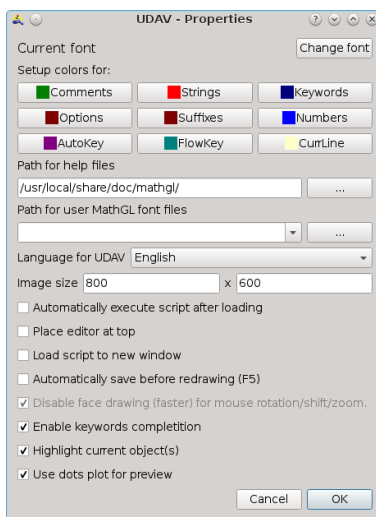 UDAV - Properties
Current font Change font
Setup colors for:
Comments Strings Keywords
Options Suffixes Numbers
AutoKey FlowKey CurrLine
Path for help files
/usr/local/share/doc/mathgl/ ...
Path for user MathGL font files
...
Language for UDAV English
Image size 800 x 600
Automatically execute script after loading
Place editor at top
Load script to new window
Automatically save before redrawing (F5)
Disable face drawing (faster) for mouse rotation/shift/zoom.
Enable keywords completion
Highlight current object(s)
Use dots plot for preview
Cancel OK